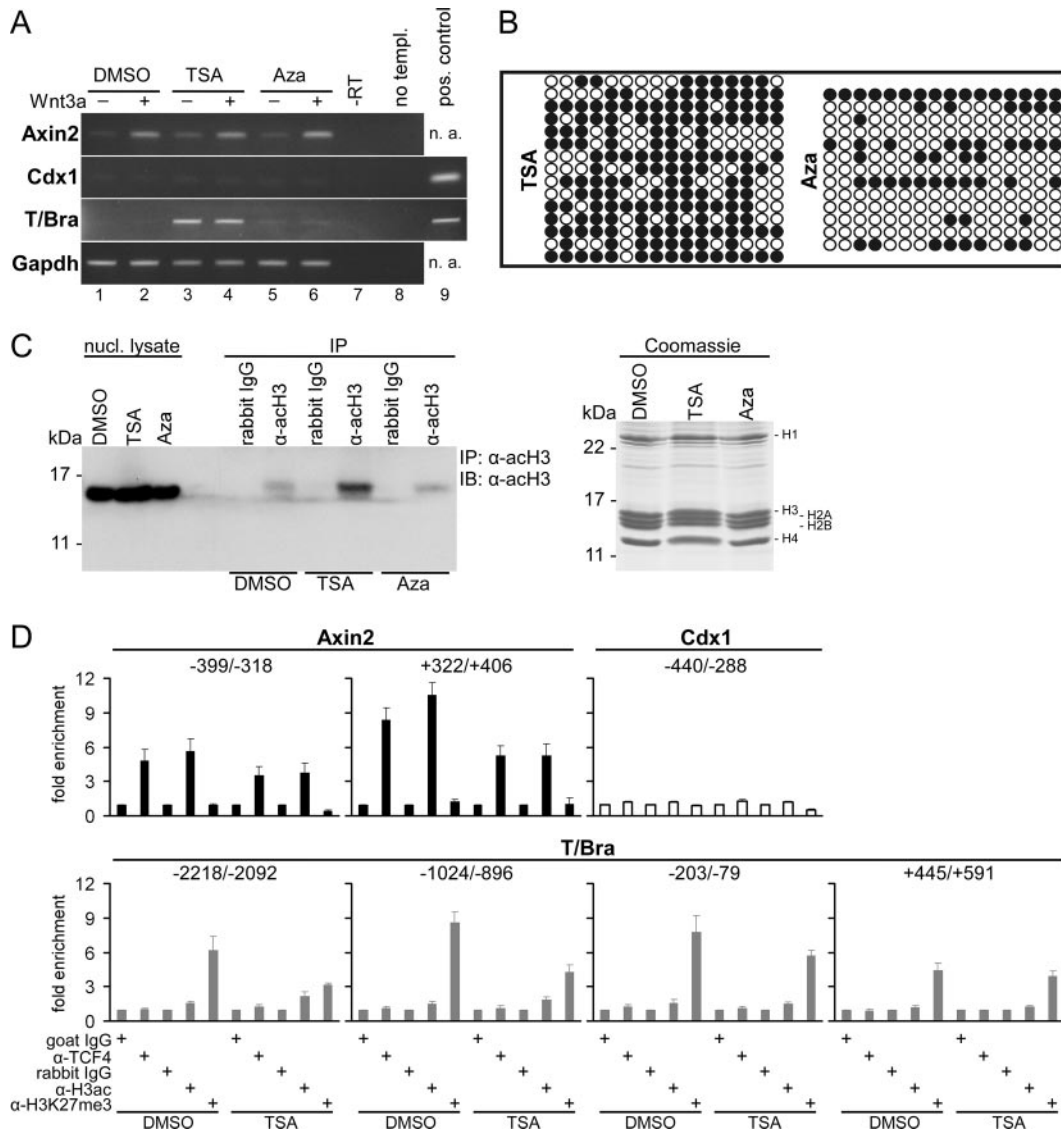 A
DMSO TSA Aza -RT no templ. pos. control
Wnt3a – + – + – +
Axin2 n. a.
Cdx1
T/Bra
Gapdh n. a.
1 2 3 4 5 6 7 8 9
B
TSA
Aza
C
nucl. lysate IP
DMSO TSA Aza rabbit IgG α-acH3 rabbit IgG α-acH3 rabbit IgG α-acH3
kDa
17 -
11 -
IP: α-acH3
IB: α-acH3
DMSO TSA Aza
Coomassie
DMSO TSA Aza
kDa
22 -
17 -
11 -
- H1
- H3
- H2A
- H2B
- H4
D
Axin2 Cdx1
-399/-318 +322/+406 -440/-288
fold enrichment
12
9
6
3
0
T/Bra
-2218/-2092 -1024/-896 -203/-79 +445/+591
fold enrichment
12
9
6
3
0
goat IgG + + + + + + + +
α-TCF4 + + + + + + + +
rabbit IgG + + + + + + + +
α-H3ac + + + + + + + +
α-H3K27me3 + + + + + + + +
DMSO TSA DMSO TSA DMSO TSA DMSO TSA